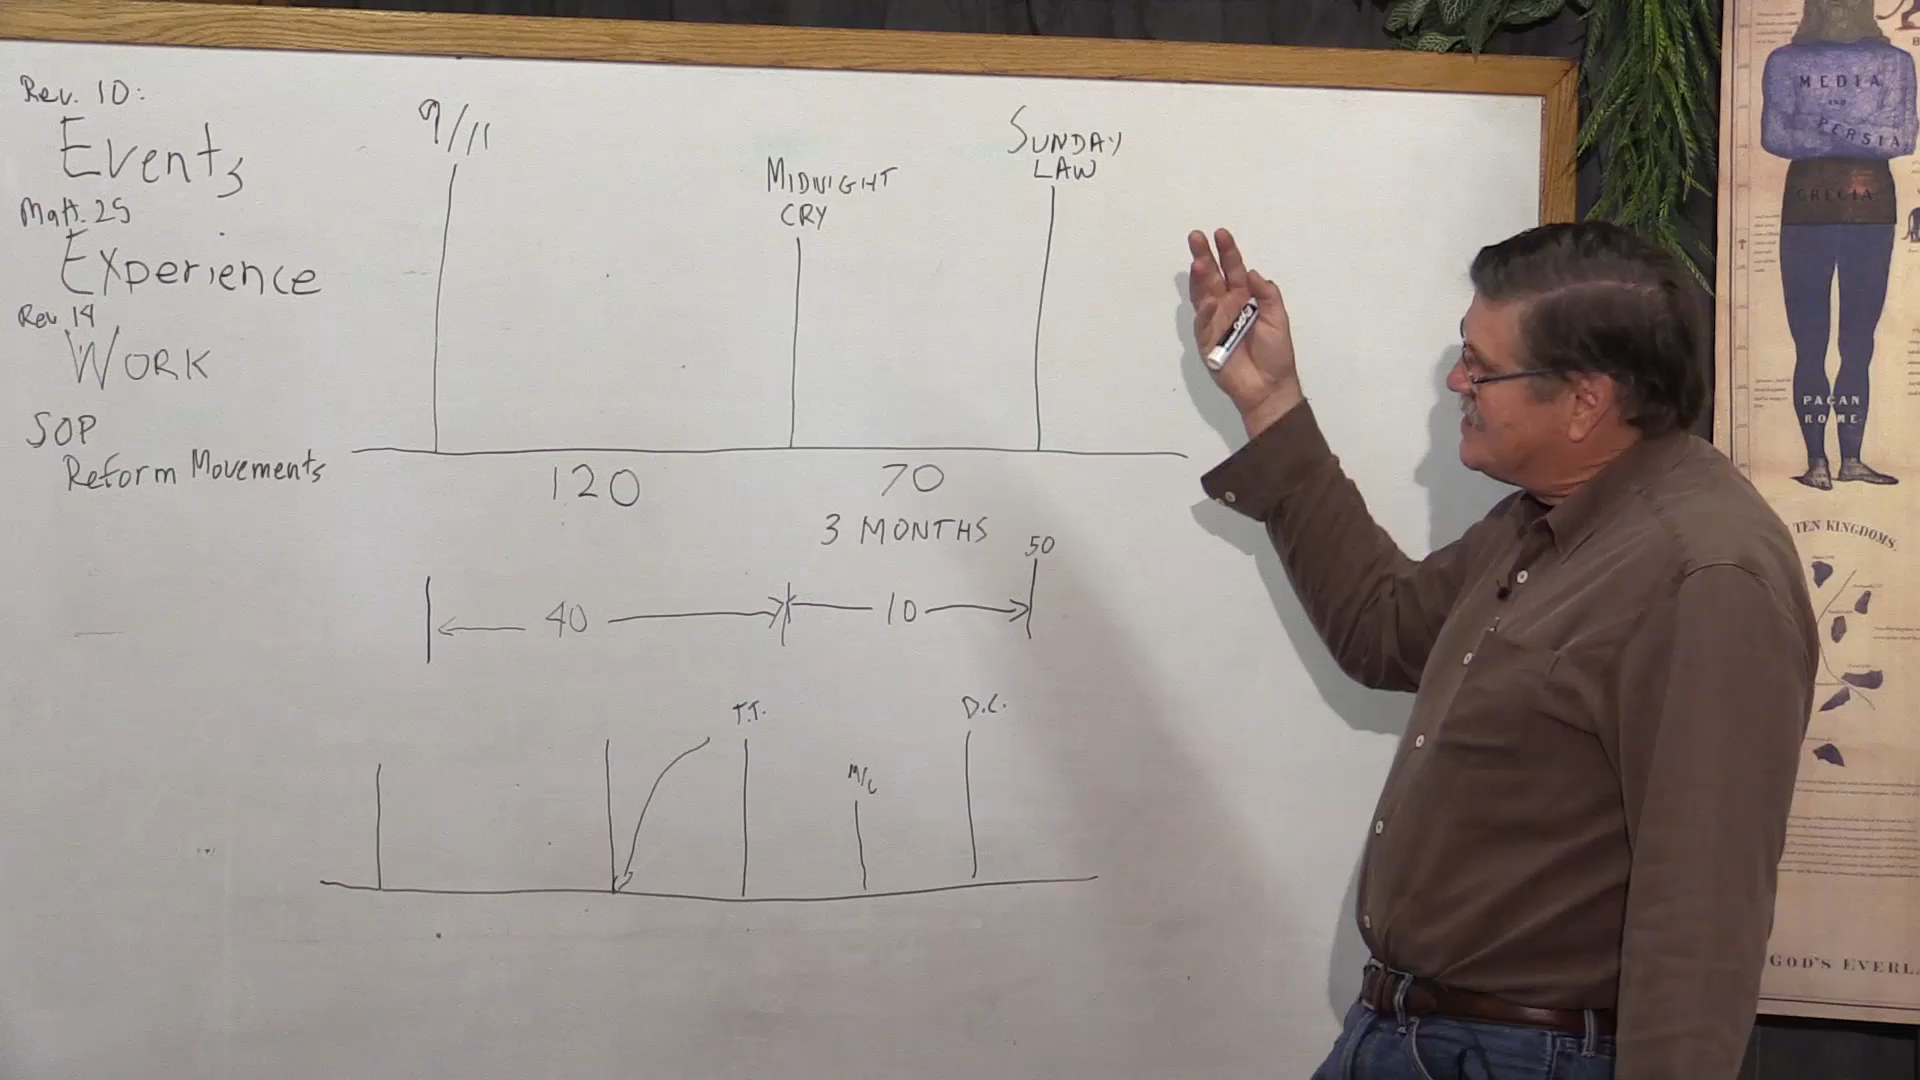 Rev. 10:
Events
Matt. 25
Experience
Rev. 14
WORK
SOP
Reform Movements
9/11
MIDNIGHT
CRY
SUNDAY
LAW
120
70
3 MONTHS
50
40
10
T.T.
M/C
D.C.
MEDIA
AND
PERSIA
GRECIA
PAGAN
ROME
TEN KINGDOMS.
GOD'S EVERL